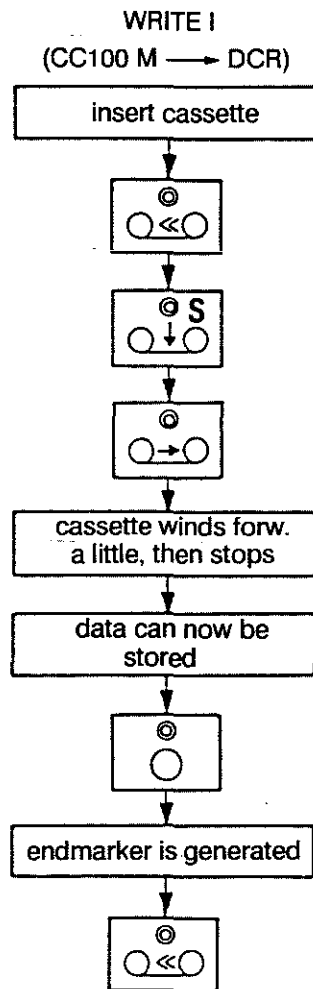 WRITE I
(CC100 M → DCR)
insert cassette
≪
S
cassette winds forw.
a little, then stops
data can now be
stored
endmarker is generated
≪